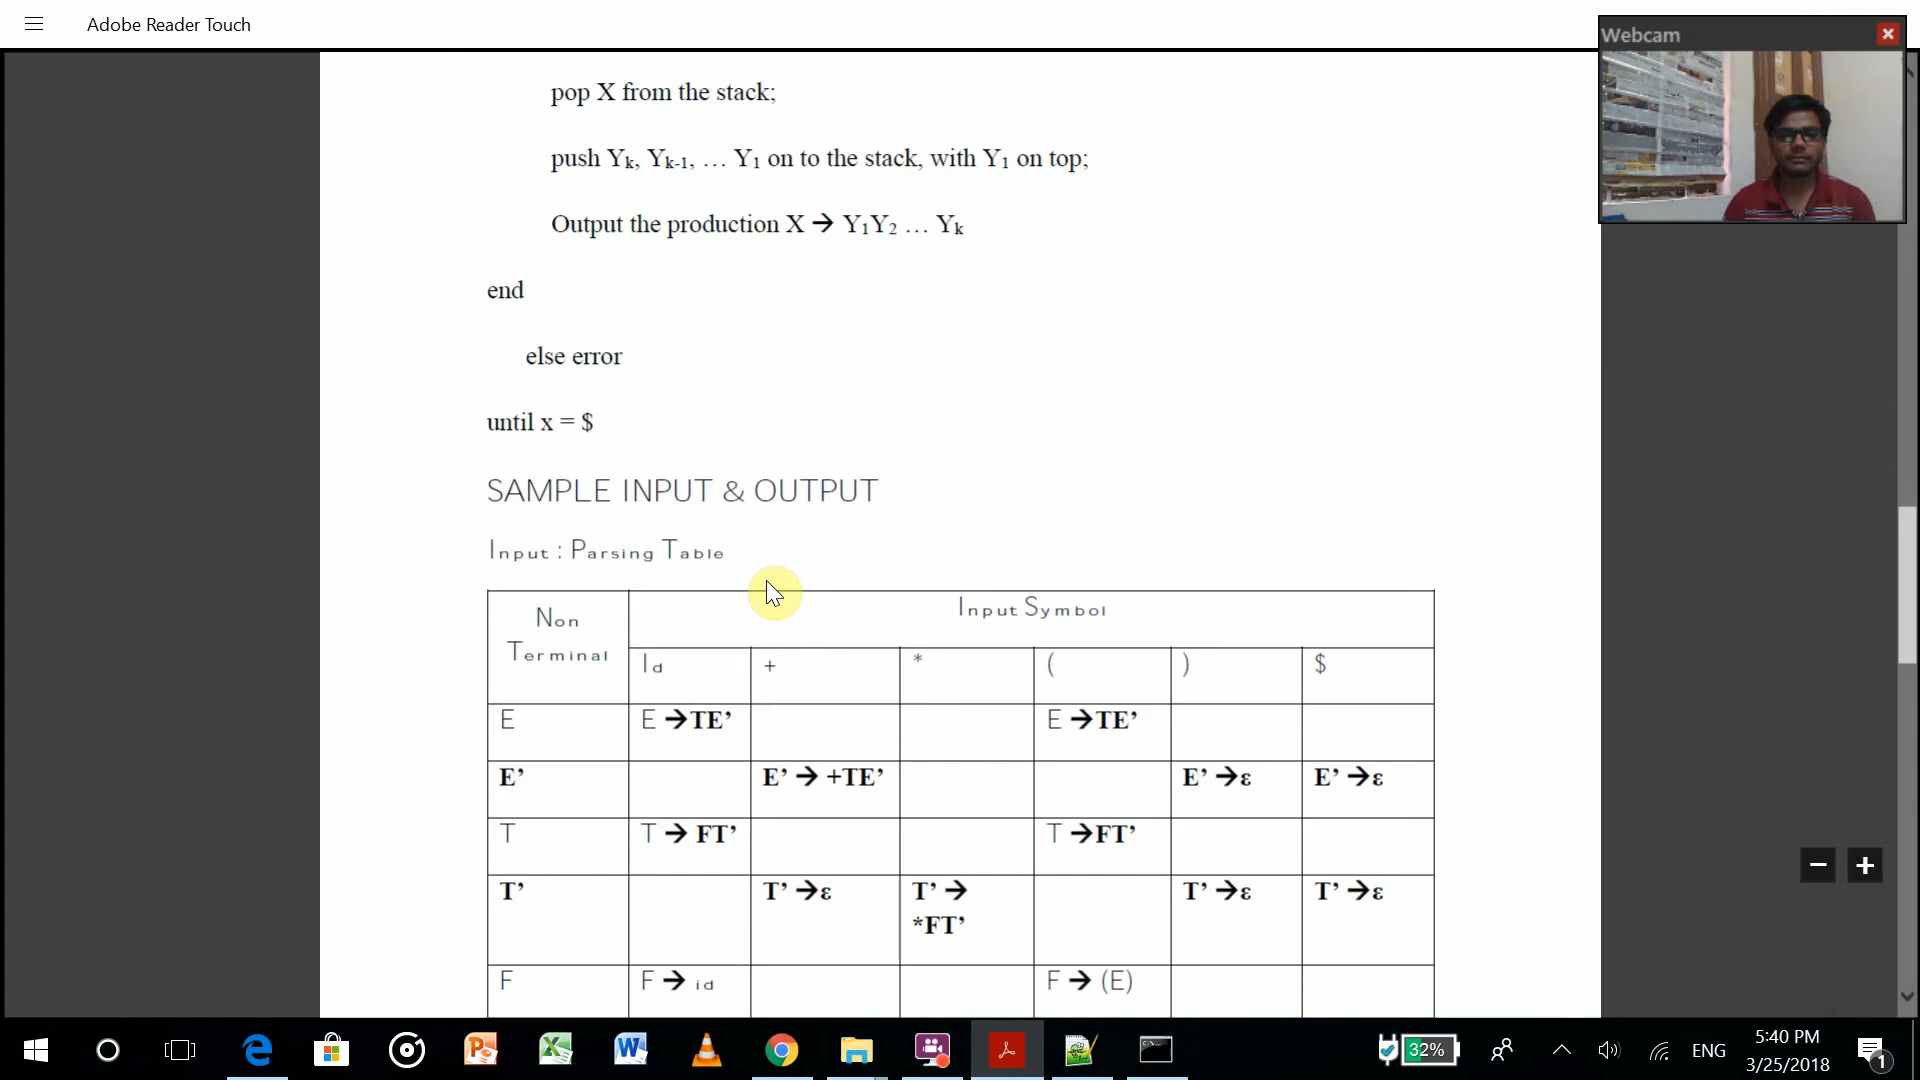 Adobe Reader Touch
Webcam
pop X from the stack;
push Yk, Yk-1, … Y1 on to the stack, with Y1 on top;
Output the production X → Y1Y2 … Yk
end
else error
until x = $
SAMPLE INPUT & OUTPUT
Input : Parsing Table
Non Terminal
Input Symbol
Id + * ( ) $
E E →TE’ E →TE’
E’ E’ → +TE’ E’ →ε E’ →ε
T T → FT’ T →FT’
T’ T’ →ε T’ → *FT’ T’ →ε T’ →ε
F F → id F → (E)
32%
ENG
5:40 PM
3/25/2018
1